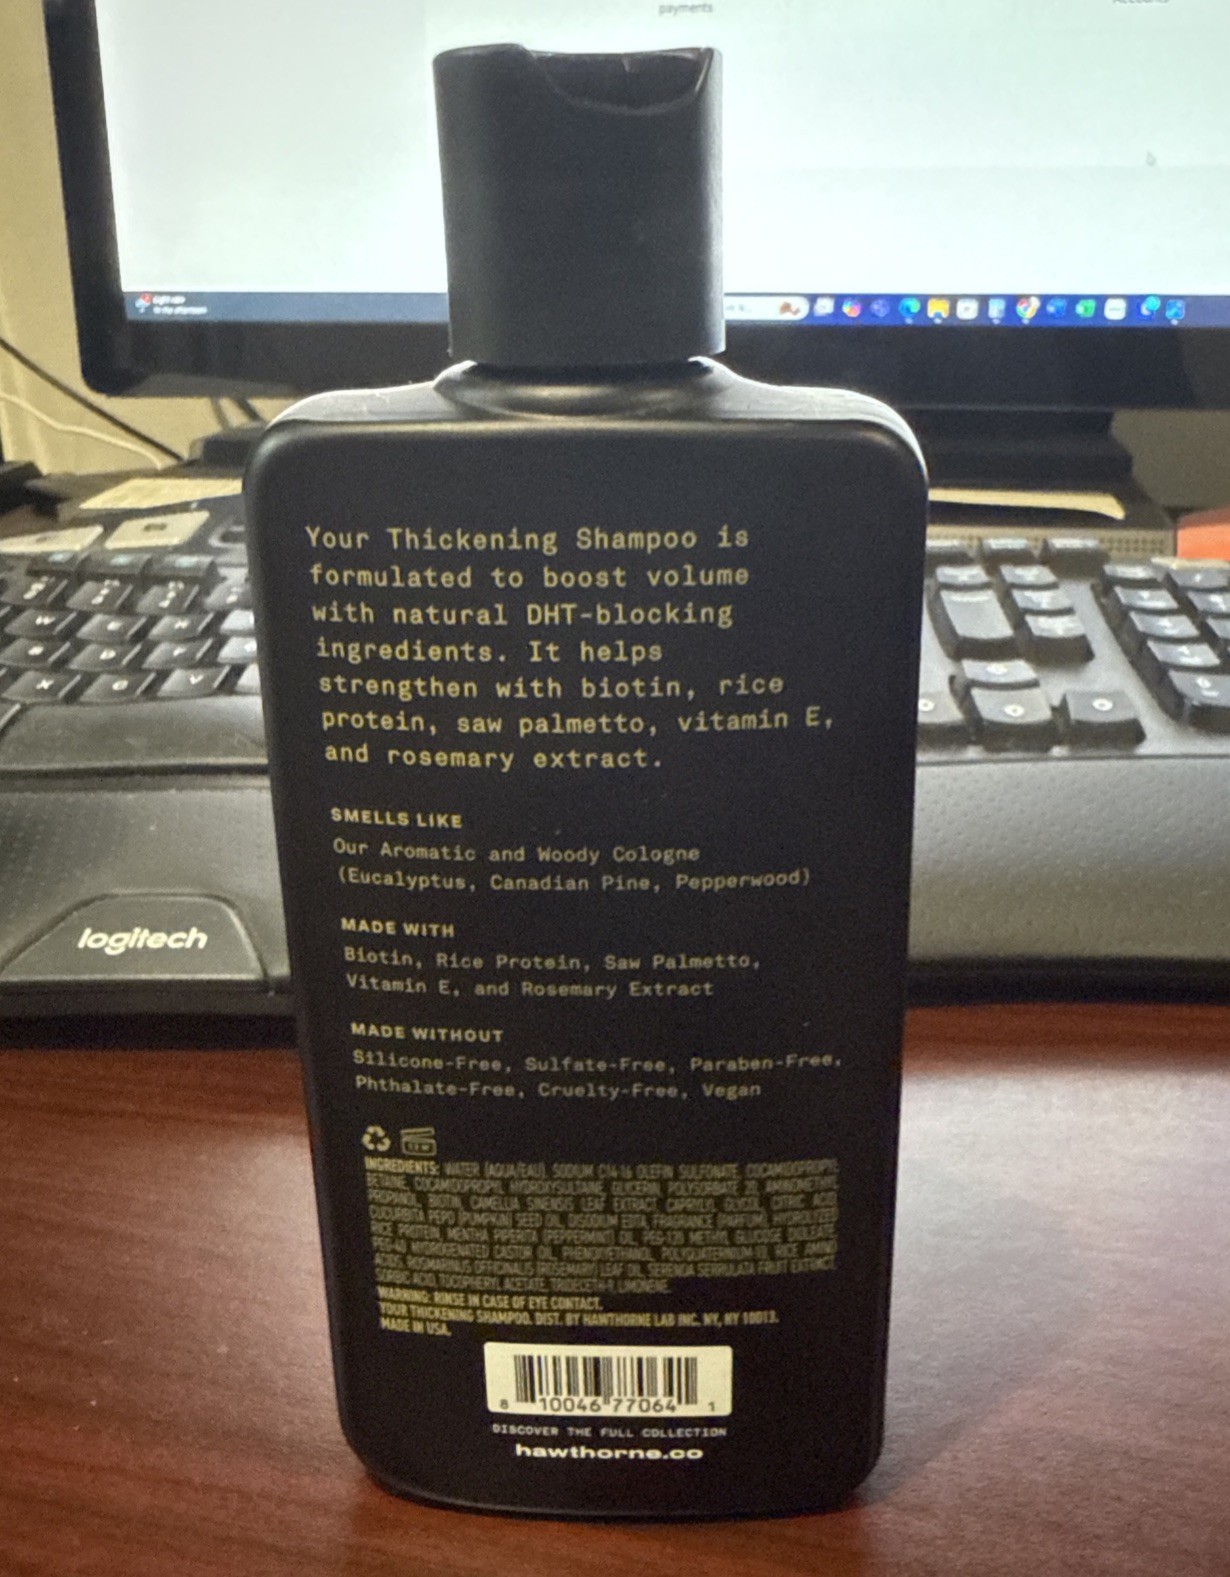 payments
Your Thickening Shampoo is
formulated to boost volume
with natural DHT-blocking
ingredients. It helps
strengthen with biotin, rice
protein, saw palmetto, vitamin E,
and rosemary extract.
SMELLS LIKE
Our Aromatic and Woody Cologne
(Eucalyptus, Canadian Pine, Pepperwood)
MADE WITH
Biotin, Rice Protein, Saw Palmetto,
Vitamin E, and Rosemary Extract
MADE WITHOUT
Silicone-Free, Sulfate-Free, Paraben-Free,
Phthalate-Free, Cruelty-Free, Vegan
INGREDIENTS: WATER (AQUA/EAU), SODIUM C14-16 OLEFIN SULFONATE, COCAMIDOPROPYL
BETAINE, COCAMIDOPROPYL HYDROXYSULTAINE, GLYCERIN, POLYSORBATE 20, AMINOMETHYL
PROPANOL, BIOTIN, CAMELLIA SINENSIS LEAF EXTRACT, CAPRYLYL GLYCOL, CITRIC ACID,
CUCURBITA PEPO (PUMPKIN) SEED OIL, DISODIUM EDTA, FRAGRANCE (PARFUM), HYDROLYZED
RICE PROTEIN, MENTHA PIPERITA (PEPPERMINT) OIL, PEG-120 METHYL GLUCOSE DIOLEATE,
PEG-40 HYDROGENATED CASTOR OIL, PHENOXYETHANOL, RICE AMINO
ACIDS, ROSMARINUS OFFICINALIS (ROSEMARY) LEAF OIL, SERENOA SERRULATA FRUIT EXTRACT,
SORBIC ACID, TOCOPHERYL ACETATE, LIMONENE.
WARNING: RINSE IN CASE OF EYE CONTACT.
YOUR THICKENING SHAMPOO. DIST. BY HAWTHORNE LAB INC. NY, NY 10013.
MADE IN USA.
8 10046 77064 1
DISCOVER THE FULL COLLECTION
hawthorne.co
logitech